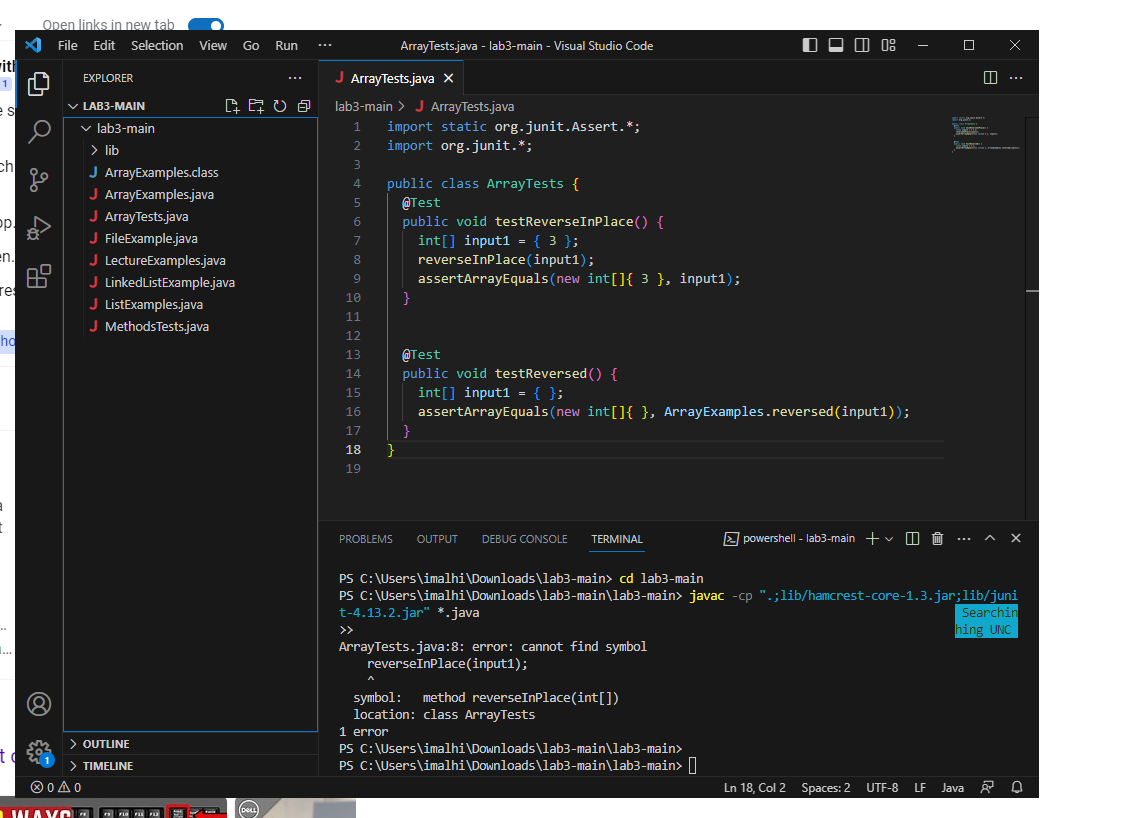 Open links in new tab
File Edit Selection View Go Run ··· ArrayTests.java - lab3-main - Visual Studio Code
EXPLORER ···
LAB3-MAIN
lab3-main
lib
J ArrayExamples.class
J ArrayExamples.java
J ArrayTests.java
J FileExample.java
J LectureExamples.java
J LinkedListExample.java
J ListExamples.java
J MethodsTests.java
OUTLINE
TIMELINE
1
J ArrayTests.java
lab3-main > J ArrayTests.java
1 import static org.junit.Assert.*;
2 import org.junit.*;
3
4 public class ArrayTests {
5 @Test
6 public void testReverseInPlace() {
7 int[] input1 = { 3 };
8 reverseInPlace(input1);
9 assertArrayEquals(new int[]{ 3 }, input1);
10 }
11
12
13 @Test
14 public void testReversed() {
15 int[] input1 = { };
16 assertArrayEquals(new int[]{ }, ArrayExamples.reversed(input1));
17 }
18 }
19
PROBLEMS OUTPUT DEBUG CONSOLE TERMINAL powershell - lab3-main
PS C:\Users\imalhi\Downloads\lab3-main> cd lab3-main
PS C:\Users\imalhi\Downloads\lab3-main\lab3-main> javac -cp ".;lib/hamcrest-core-1.3.jar;lib/juni
t-4.13.2.jar" *.java Searchin
>> hing UNC
ArrayTests.java:8: error: cannot find symbol
reverseInPlace(input1);
^
symbol: method reverseInPlace(int[])
location: class ArrayTests
1 error
PS C:\Users\imalhi\Downloads\lab3-main\lab3-main>
PS C:\Users\imalhi\Downloads\lab3-main\lab3-main>
0 0 Ln 18, Col 2 Spaces: 2 UTF-8 LF Java
WAYS
DELL